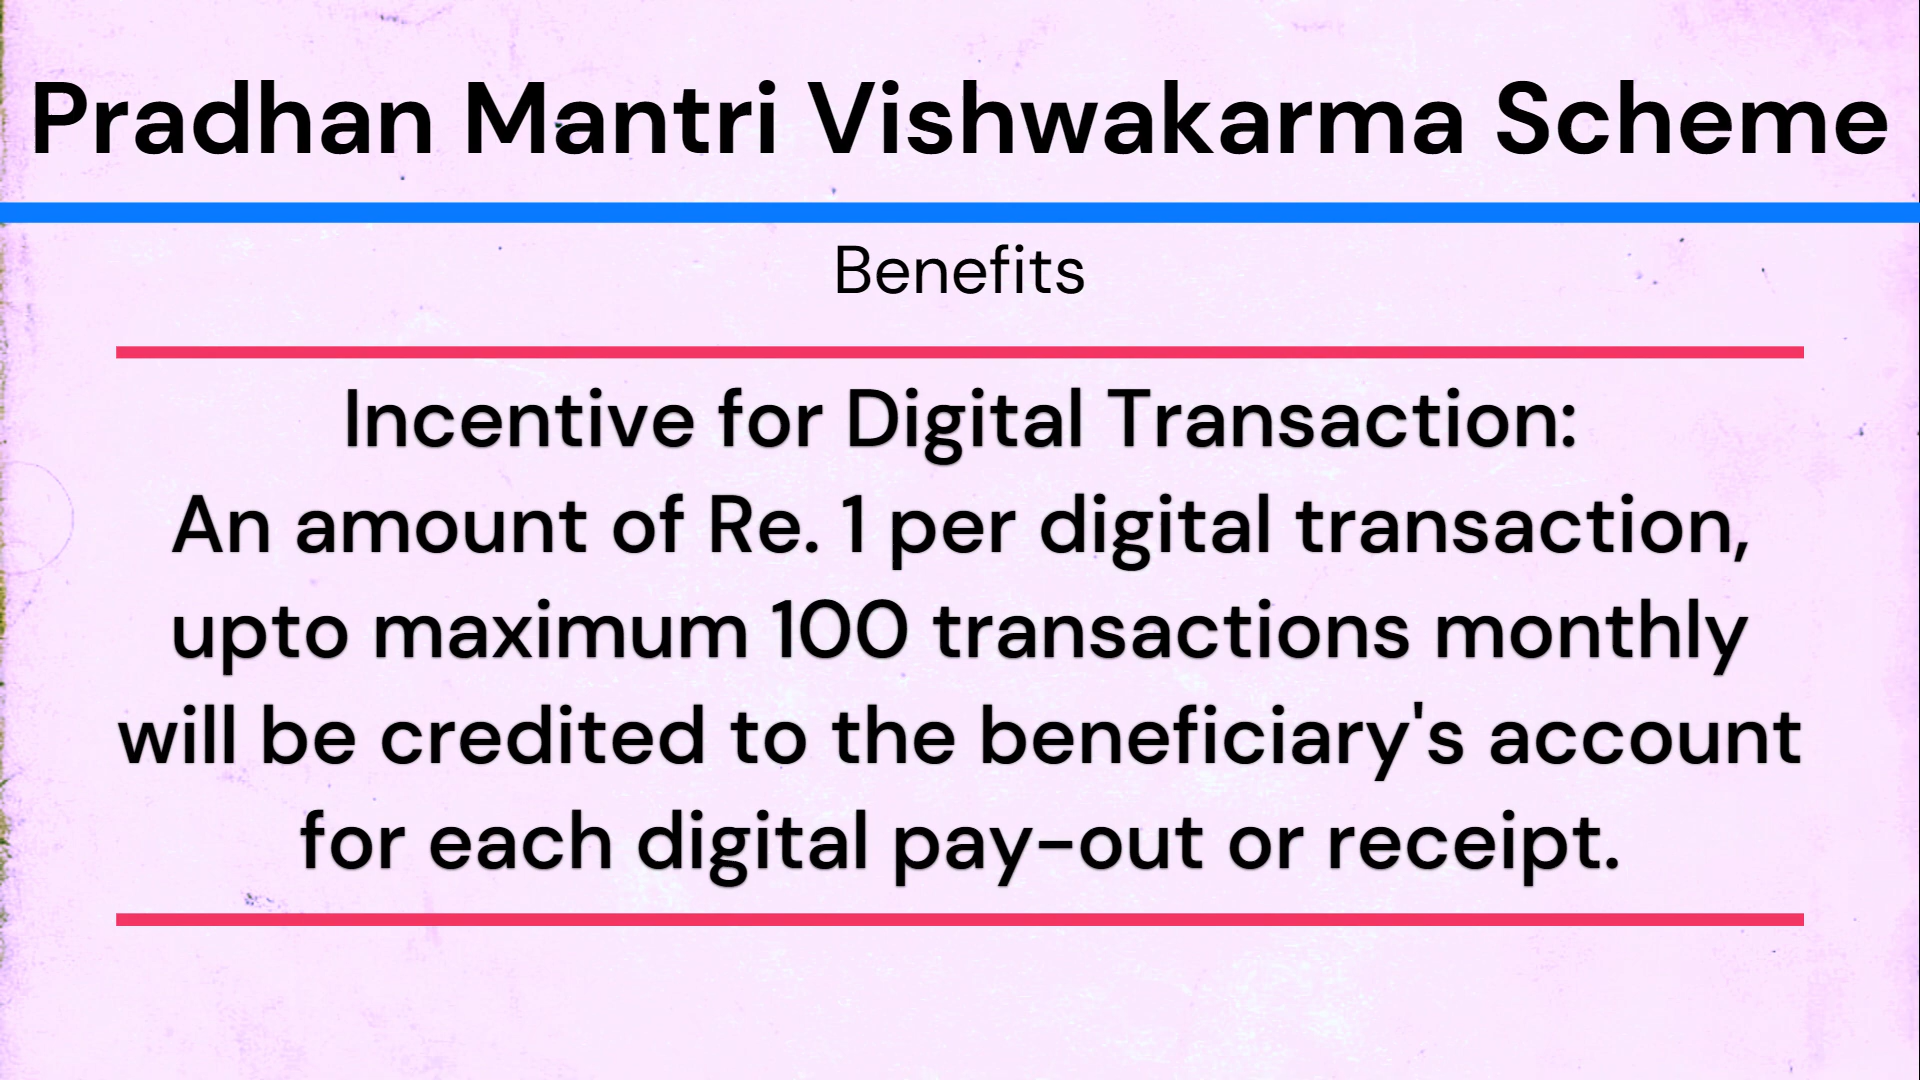 Pradhan Mantri Vishwakarma Scheme
Benefits
Incentive for Digital Transaction:
An amount of Re. 1 per digital transaction,
upto maximum 100 transactions monthly
will be credited to the beneficiary's account
for each digital pay-out or receipt.